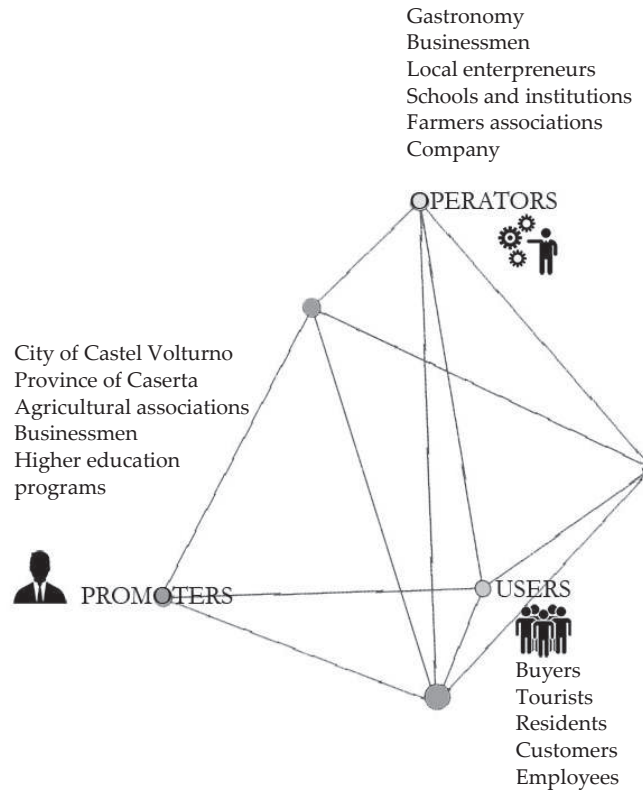 Gastronomy
Businessmen
Local enterpreneurs
Schools and institutions
Farmers associations
Company
OPERATORS
City of Castel Volturno
Province of Caserta
Agricultural associations
Businessmen
Higher education
programs
PROMOTERS
USERS
Buyers
Tourists
Residents
Customers
Employees